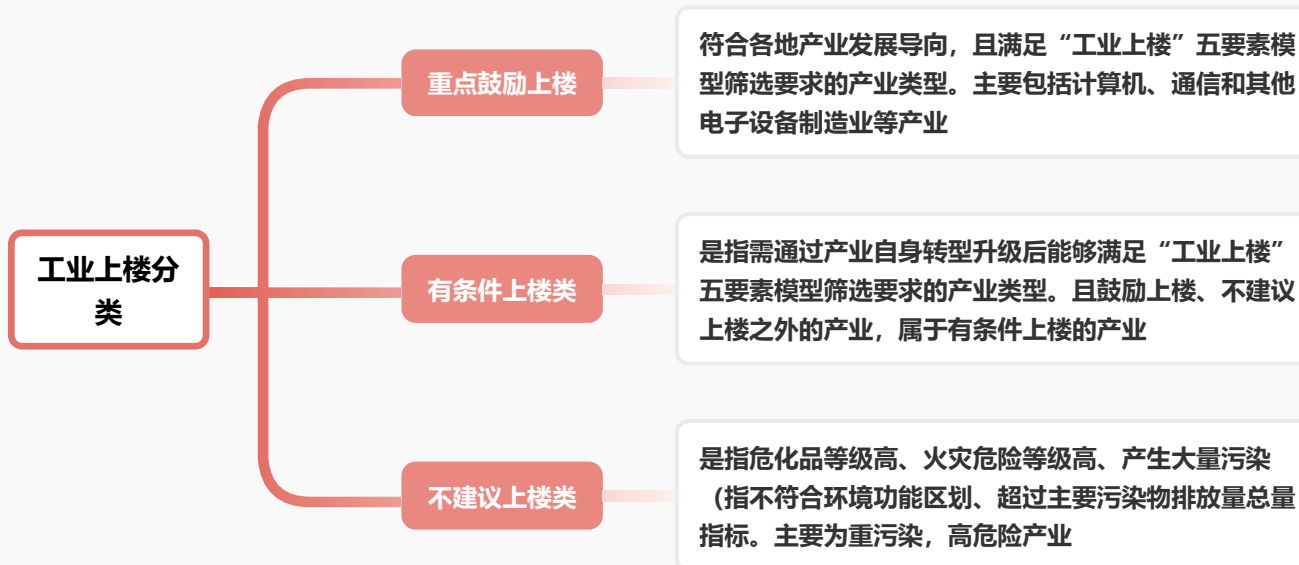 工业上楼分
类
重点鼓励上楼
符合各地产业发展导向，且满足“工业上楼”五要素模
型筛选要求的产业类型。主要包括计算机、通信和其他
电子设备制造业等产业
有条件上楼类
是指需通过产业自身转型升级后能够满足“工业上楼”
五要素模型筛选要求的产业类型。且鼓励上楼、不建议
上楼之外的产业，属于有条件上楼的产业
不建议上楼类
是指危化品等级高、火灾危险等级高、产生大量污染
（指不符合环境功能区划、超过主要污染物排放量总量
指标。主要为重污染，高危险产业